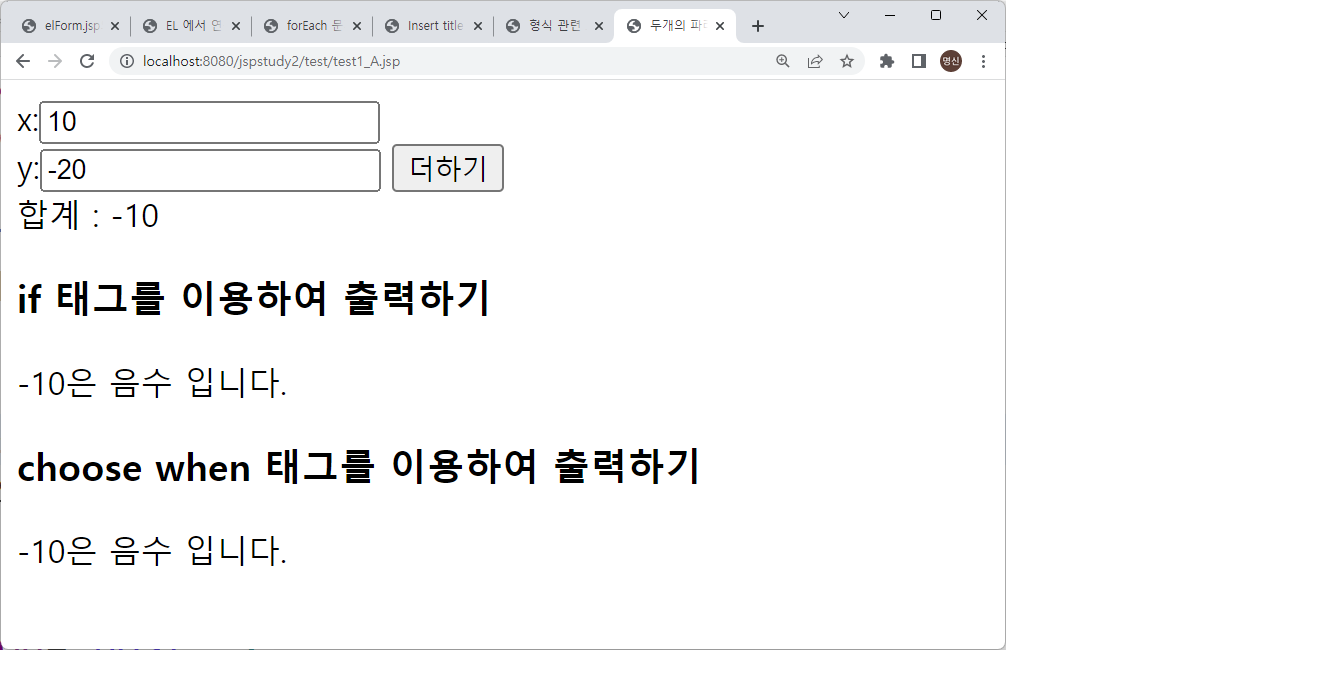 elForm.jsp
EL 에서 연
forEach 문
Insert title
형식 관련
두개의 파
localhost:8080/jspstudy2/test/test1_A.jsp
명신
x:10
y:-20 더하기
합계 : -10
if 태그를 이용하여 출력하기
-10은 음수 입니다.
choose when 태그를 이용하여 출력하기
-10은 음수 입니다.